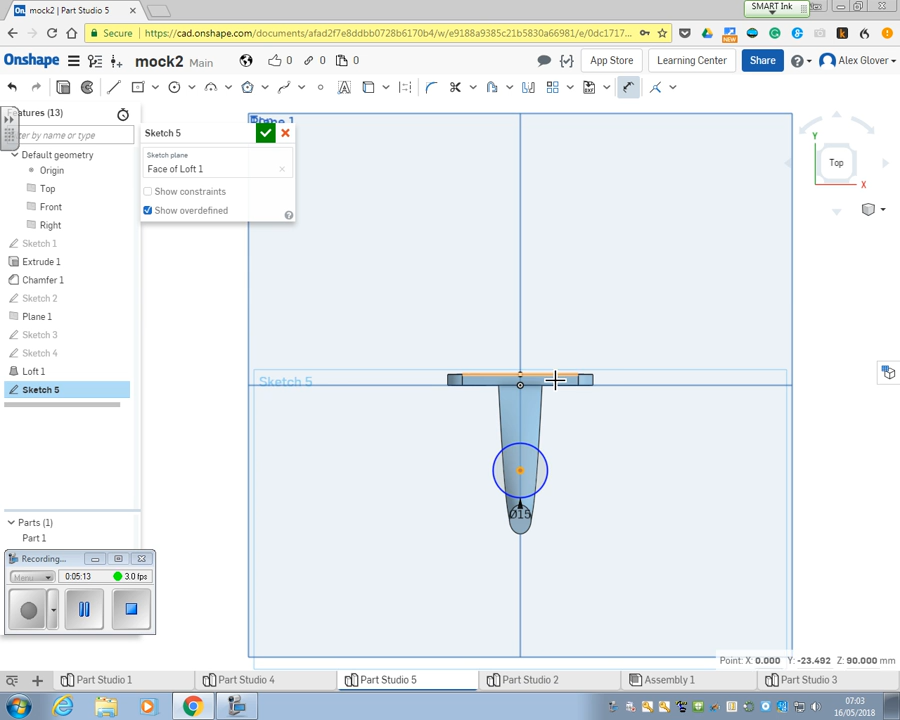 SMART Ink
On. mock2 | Part Studio 5
Secure https://cad.onshape.com/documents/afad2f7e8ddbb0728b6170b4/w/e9188a9385c21b5830a66981/e/0dc1717...
Onshape mock2 Main 0 0 0 App Store Learning Center Share Alex Glover
Features (13)
ter by name or type
Default geometry
Origin
Top
Front
Right
Sketch 1
Extrude 1
Chamfer 1
Sketch 2
Plane 1
Sketch 3
Sketch 4
Loft 1
Sketch 5
Sketch 5
Sketch plane
Face of Loft 1
Show constraints
Show overdefined
Sketch 5
Ø15
Y
Top
X
Parts (1)
Part 1
Recording...
Menu
0:05:13 3.0 fps
Point: X: 0.000 Y: -23.492 Z: 90.000 mm
Part Studio 1 Part Studio 4 Part Studio 5 Part Studio 2 Assembly 1 Part Studio 3
07:03
16/05/2018